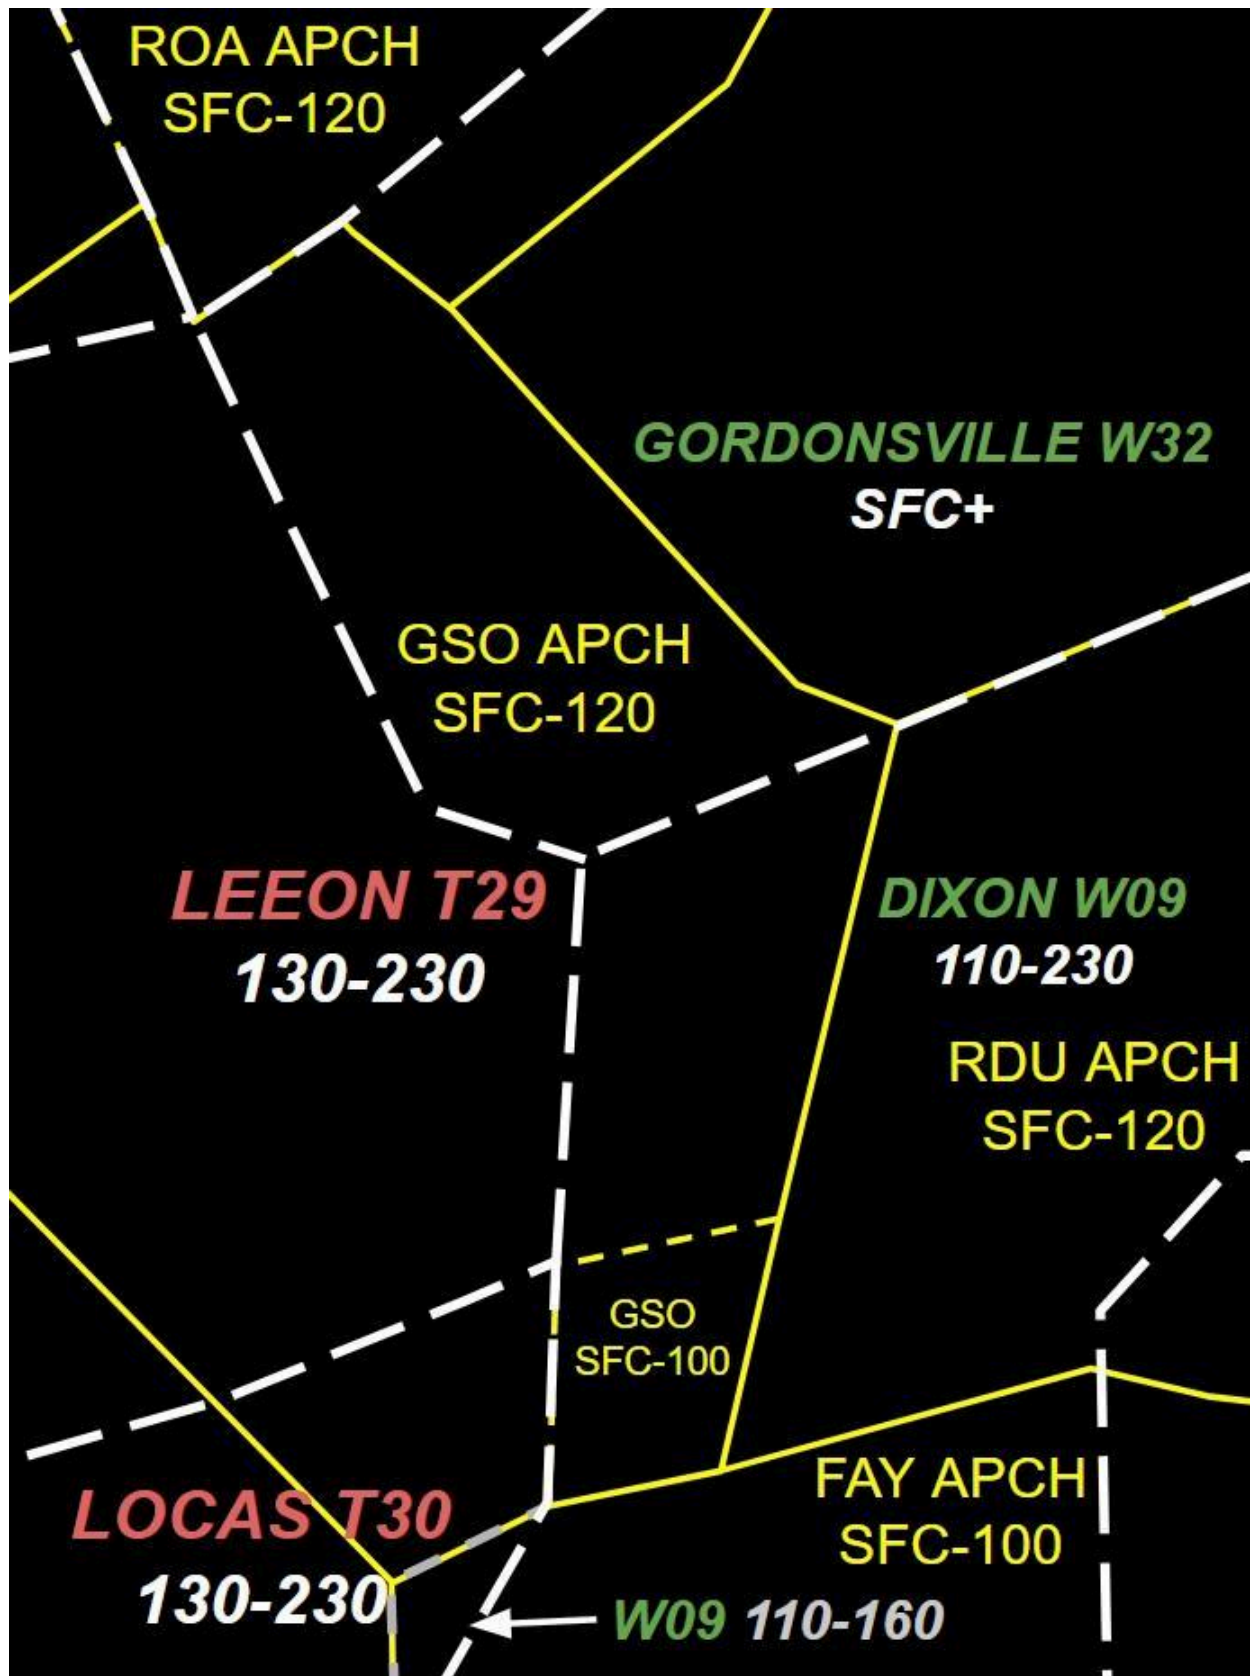 ROA APCH
SFC-120
GORDONSVILLE W32
SFC+
GSO APCH
SFC-120
LEEON T29
130-230
DIXON W09
110-230
RDU APCH
SFC-120
GSO
SFC-100
FAY APCH
SFC-100
LOCAS T30
130-230
W09 110-160